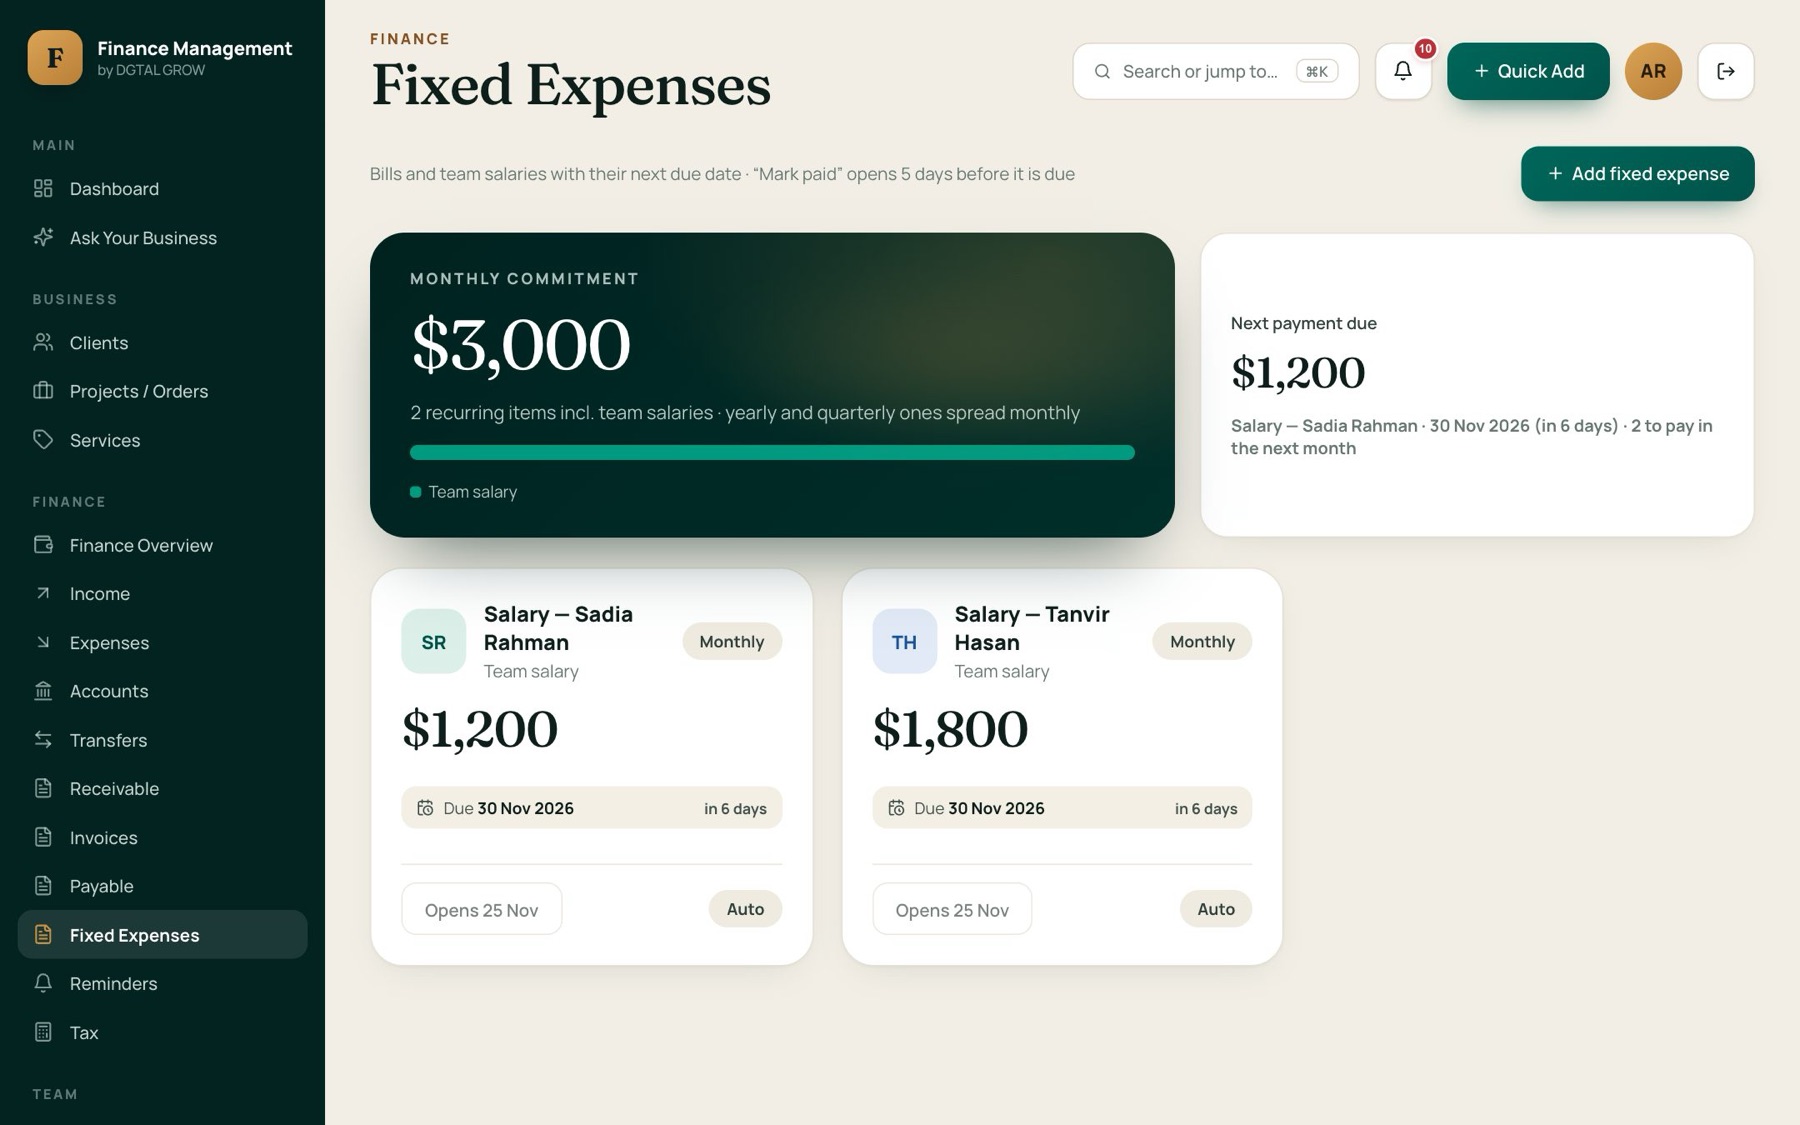 F
Finance Management
by DGTAL GROW
MAIN
Dashboard
Ask Your Business
BUSINESS
Clients
Projects / Orders
Services
FINANCE
Finance Overview
Income
Expenses
Accounts
Transfers
Receivable
Invoices
Payable
Fixed Expenses
Reminders
Tax
TEAM
FINANCE
Fixed Expenses
Search or jump to... ⌘K
10
+ Quick Add
AR
Bills and team salaries with their next due date · “Mark paid” opens 5 days before it is due
+ Add fixed expense
MONTHLY COMMITMENT
$3,000
2 recurring items incl. team salaries · yearly and quarterly ones spread monthly
Team salary
Next payment due
$1,200
Salary — Sadia Rahman · 30 Nov 2026 (in 6 days) · 2 to pay in
the next month
SR
Salary — Sadia
Rahman
Team salary
Monthly
$1,200
Due 30 Nov 2026 in 6 days
Opens 25 Nov
Auto
TH
Salary — Tanvir
Hasan
Team salary
Monthly
$1,800
Due 30 Nov 2026 in 6 days
Opens 25 Nov
Auto